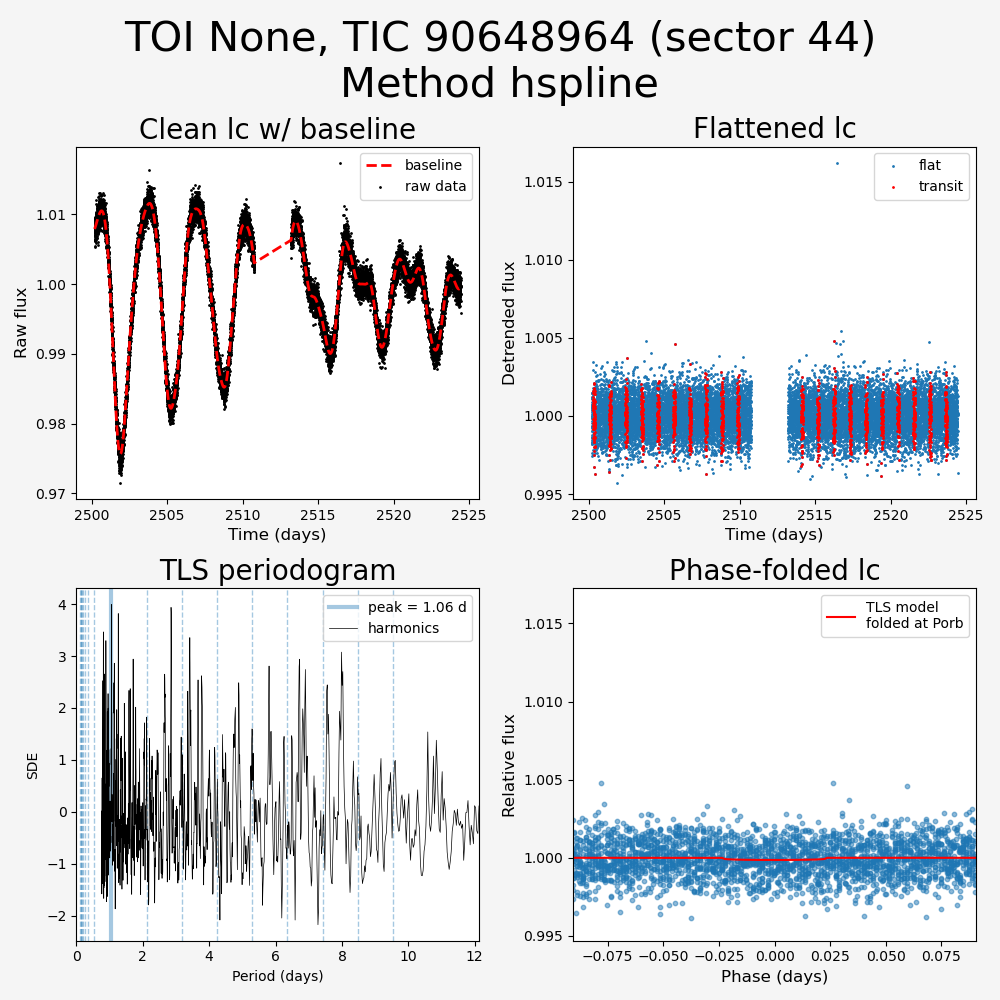 TOI None, TIC 90648964 (sector 44)
Method hspline
Clean lc w/ baseline
baseline
raw data
1.01
1.00
0.99
0.98
0.97
Raw flux
2500
2505
2510
2515
2520
2525
Time (days)
Flattened lc
flat
transit
1.015
1.010
1.005
1.000
0.995
Detrended flux
2500
2505
2510
2515
2520
2525
Time (days)
TLS periodogram
peak = 1.06 d
harmonics
4
3
2
1
0
−1
−2
SDE
0
2
4
6
8
10
12
Period (days)
Phase-folded lc
TLS model
folded at Porb
1.015
1.010
1.005
1.000
0.995
Relative flux
−0.075
−0.050
−0.025
0.000
0.025
0.050
0.075
Phase (days)